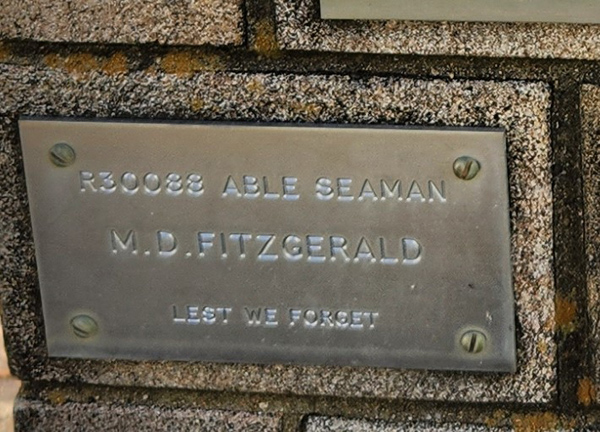 R30088 ABLE SEAMAN
M.D.FITZGERALD
LEST WE FORGET